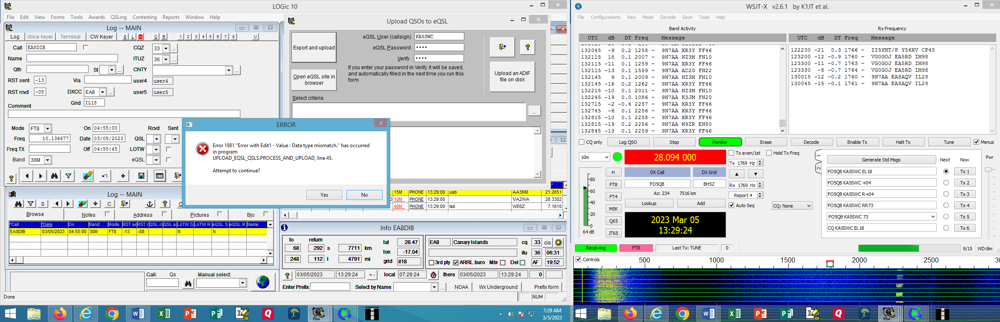 LOGic 10
File Edit View Forms Tools Awards QSLing Contesting Reports Window Help
Log -- MAIN
Log Voice keyer Terminal CW Keyer S L C R 1 2 3 4 5 6 7 8 U
Call EA8DIB CQZ 33 ...
Name ITUZ 36 ...
Qth St ... CNTY ...
RST sent -13 Via user4 user4
RST rcvd -08 DXCC EA8 ... user5 user5
Grid IL18
Comment
Mode FT8 On 04:55:00 Rcvd Sent
Freq 10.136677 Date 03/05/2023 QSL
Freq TX Off 04:55:45 LOTW
Band 30M eQSL
Upload QSOs to eQSL
Export and upload
eQSL User (callsign) KA5SWC
eQSL Password ••••
Verify ••••
If you enter your password in Verify, it will be saved,
and automatically filled in the next time you run this
form
Open eQSL site in
browser
Upload an ADIF
file on disk
Select criteria
...
ERROR
Error 1881 "Error with Edit1 - Value : Data type mismatch." has occurred
in program
UPLOAD_EQSL_QSLS.PROCESS_AND_UPLOAD, line 45.
Attempt to continue?
Yes No
Log -- MAIN
S C
Browse Notes Address Pictures Bio
*Call *Date On Band Mode RST se RST r QSL rc QSL s LoTW S LoTW R eQSL S eQSL R Name
EA8DIB 03/05/2023 04:55:00 30M FT8 -13 -08 N N
15M PHONE 13:29:00 usb AA3NM 21.2651
10M PHONE 13:29:00 VA2WA 28.3302
40M PHONE 13:29:00 lsb WE6Z 7.1610
Call: Qs Manual select:
Info EA8DIB
to return
68 292 s 7711 km
248 112 l 4791 mi
lat 28.47
lon -17.04
grid il18
EA8 Canary Islands cq 33 cia
itu 36 06:31
3rd pty ARRL buro Mbr Del AF 19:52
03/05/2023 13:29:24 + - local 07:29:24 there 03/05/2023 13:29:24 0
Enter Prefix Select by Name ... NOAA Wx Underground Prefix form
Done NUM
7:29 AM
3/5/2023
WSJT-X v2.6.1 by K1JT et al.
File Configurations View Mode Decode Save Tools Help
Band Activity
UTC dB DT Freq Message
132045 -9 0.2 1258 ~ 9N7AA XR3Y FF46
132115 18 0.1 2007 ~ 9N7AA NZ3M FN10
132115 -11 0.1 1259 ~ 9N7AA XR3Y FF46
132115 -13 0.1 1559 ~ 9N7AA AC2G FN22
132145 9 0.1 2009 ~ 9N7AA NZ3M FN10
132145 -16 0.2 1262 ~ 9N7AA XR3Y FF46
132215 -10 0.1 2011 ~ 9N7AA NZ3M FN10
132245 -19 0.0 1086 ~ 9N7AA K3JM FN20
132715 -2 -0.4 2257 ~ 9N7AA XR3Y FF46
132745 -6 0.1 2256 ~ 9N7AA XR3Y FF46
132815 -10 0.1 2258 ~ 9N7AA XR3Y FF46
132815 -19 0.2 2256 ~ 9N7AA W9ZR EN80
132845 -13 0.1 2259 ~ 9N7AA XR3Y FF46
Rx Frequency
UTC dB DT Freq Message
122230 -21 0.3 1766 ~ II5YMT/P Y56XV CP45
123200 -12 -0.9 1760 ~ VG0GOJ EA5RD IM98
123300 -11 -0.7 1763 ~ VG0GOJ EA5RD IM98
123330 -8 -0.7 1764 ~ VG0GOJ EA5RD IM98
130015 -12 -0.2 1760 ~ 9N7AA EA8AQV IL28
130045 -15 -0.1 1761 ~ 9N7AA EA8AQV IL28
CQ only Log QSO Stop Monitor Erase Decode Enable Tx Halt Tx Tune Menus
10m 28.094 000 Tx even/1st Hold Tx Freq
Tx 1769 Hz
H DX Call DX Grid
FT8 FO5QB BH52 Rx 1769 Hz
FT4 Az: 234 7516 km Report 4
MSK Lookup Add Auto Seq CQ: None
Q65 2023 Mar 05
JT65 13:29:24
80
60
40
20
0
64 dB
1
2
Generate Std Msgs Next Now Pwr
FO5QB KA5SWC EL18 Tx 1
FO5QB KA5SWC +04 Tx 2
FO5QB KA5SWC R+04 Tx 3
FO5QB KA5SWC RR73 Tx 4
FO5QB KA5SWC 73 Tx 5
CQ KA5SWC EL18 Tx 6
Receiving FT8 Last Tx: TUNE 0 9/15 WD:8m
Controls 500 1000 1500 2000 2500